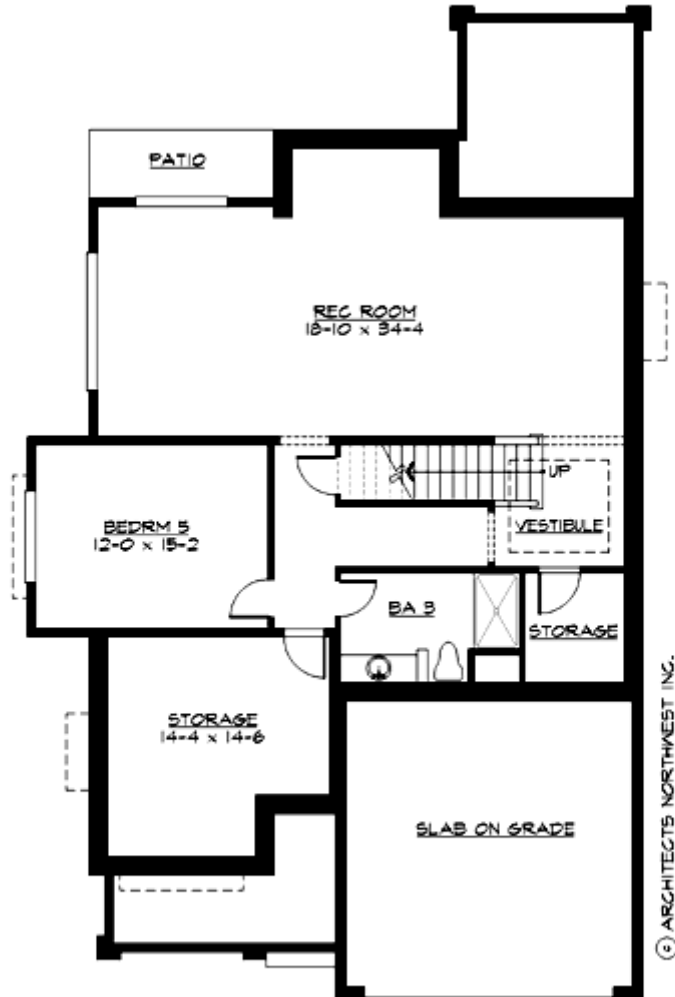 PATIO
REC ROOM
18-10 x 34-4
UP
BEDRM 5
12-0 x 15-2
VESTIBULE
BA 3
STORAGE
STORAGE
14-4 x 14-6
SLAB ON GRADE
© ARCHITECTS NORTHWEST INC.